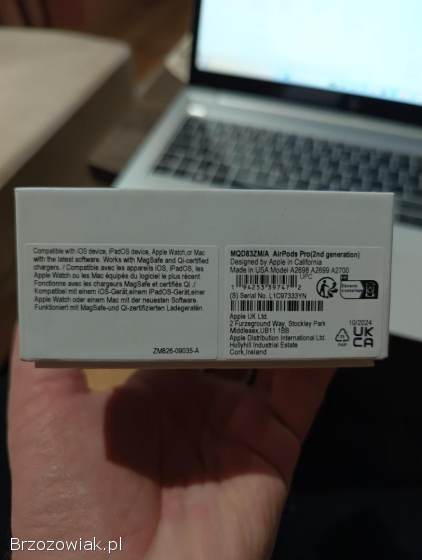 Compatible with iOS device, iPadOS device, Apple Watch,or Mac
with the latest software. Works with MagSafe and Qi-certified
chargers. / Compatible avec les appareils iOS, iPadOS, les
Apple Watch ou les Mac équipés du logiciel le plus récent
Fonctionne avec les chargeurs MagSafe et certifiés Qi /
Kompatibel mit einem iOS-Gerät,einem iPadOS-Gerät,einer
Apple Watch oder einem Mac mit der neuesten Software.
Funktioniert mit MagSafe-und Qi-zertifizierten Ladegeräten
ZM826-09035-A
MQD83ZM/A AirPods Pro(2nd generation)
Designed by Apple in California
Made in USA Model A2698 A2699 A2700
UPC
(S) Serial No. L1C97333YN
Apple UK Ltd.
2 Furzeground Way, Stockley Park
Middlesex,UB11 1BB
Apple Distribution International Ltd.
Hollyhill Industrial Estate
Cork,Ireland
10/2024
UK
CA
PAP
Brzozowiak.pl